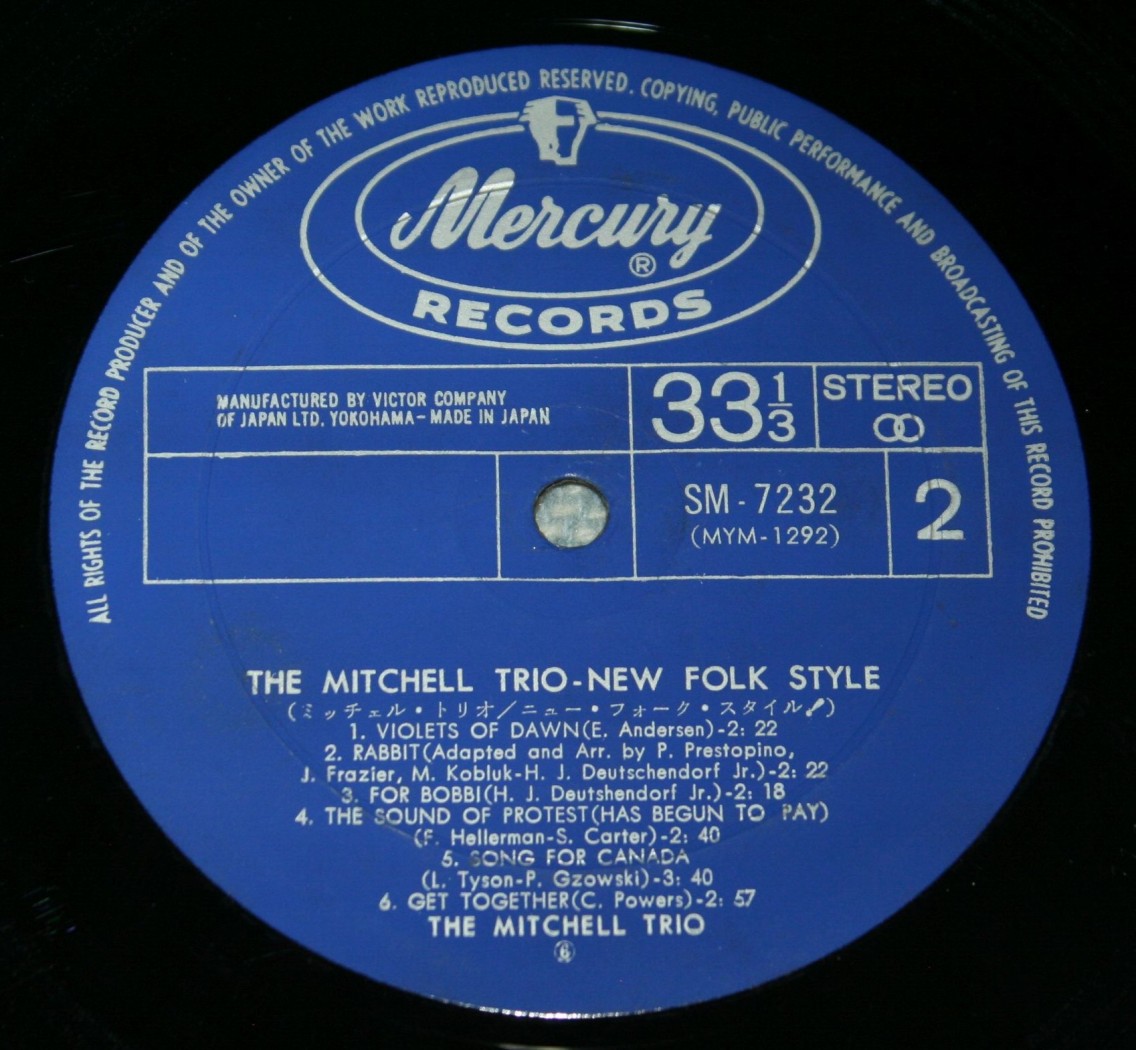 ALL RIGHTS OF THE RECORD PRODUCER AND OF THE OWNER OF THE WORK REPRODUCED RESERVED. COPYING, PUBLIC PERFORMANCE AND BROADCASTING OF THIS RECORD PROHIBITED
Mercury
®
RECORDS
MANUFACTURED BY VICTOR COMPANY
OF JAPAN LTD. YOKOHAMA-MADE IN JAPAN
33 1/3
STEREO
SM-7232
(MYM-1292)
2
THE MITCHELL TRIO-NEW FOLK STYLE
(ミッチェル・トリオ/ニュー・フォーク・スタイル!)
1. VIOLETS OF DAWN(E. Andersen)-2: 22
2. RABBIT(Adapted and Arr. by P. Prestopino,
J. Frazier, M. Kobluk-H. J. Deutschendorf Jr.)-2: 22
3. FOR BOBBI(H. J. Deutshendorf Jr.)-2: 18
4. THE SOUND OF PROTEST(HAS BEGUN TO PAY)
(F. Hellerman-S. Carter)-2: 40
5. SONG FOR CANADA
(L. Tyson-P. Gzowski)-3: 40
6. GET TOGETHER(C. Powers)-2: 57
THE MITCHELL TRIO
⑥